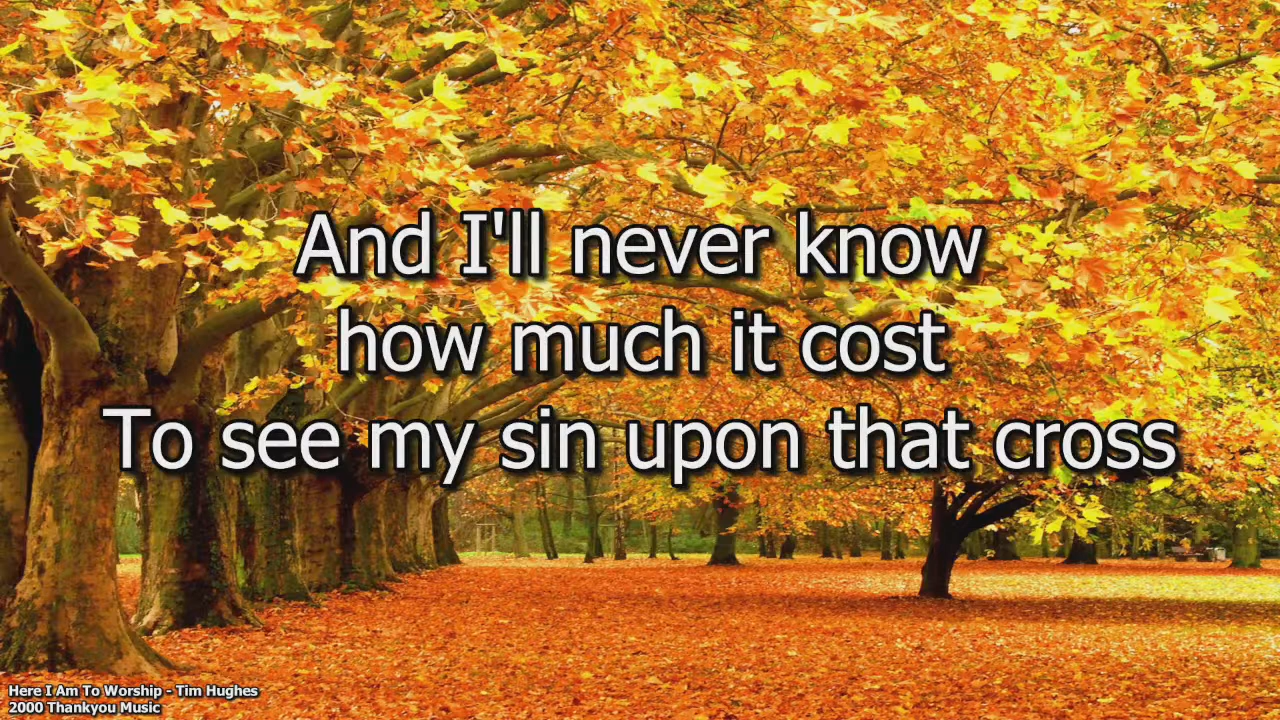 And I'll never know
how much it cost
To see my sin upon that cross
Here I Am To Worship - Tim Hughes
2000 Thankyou Music